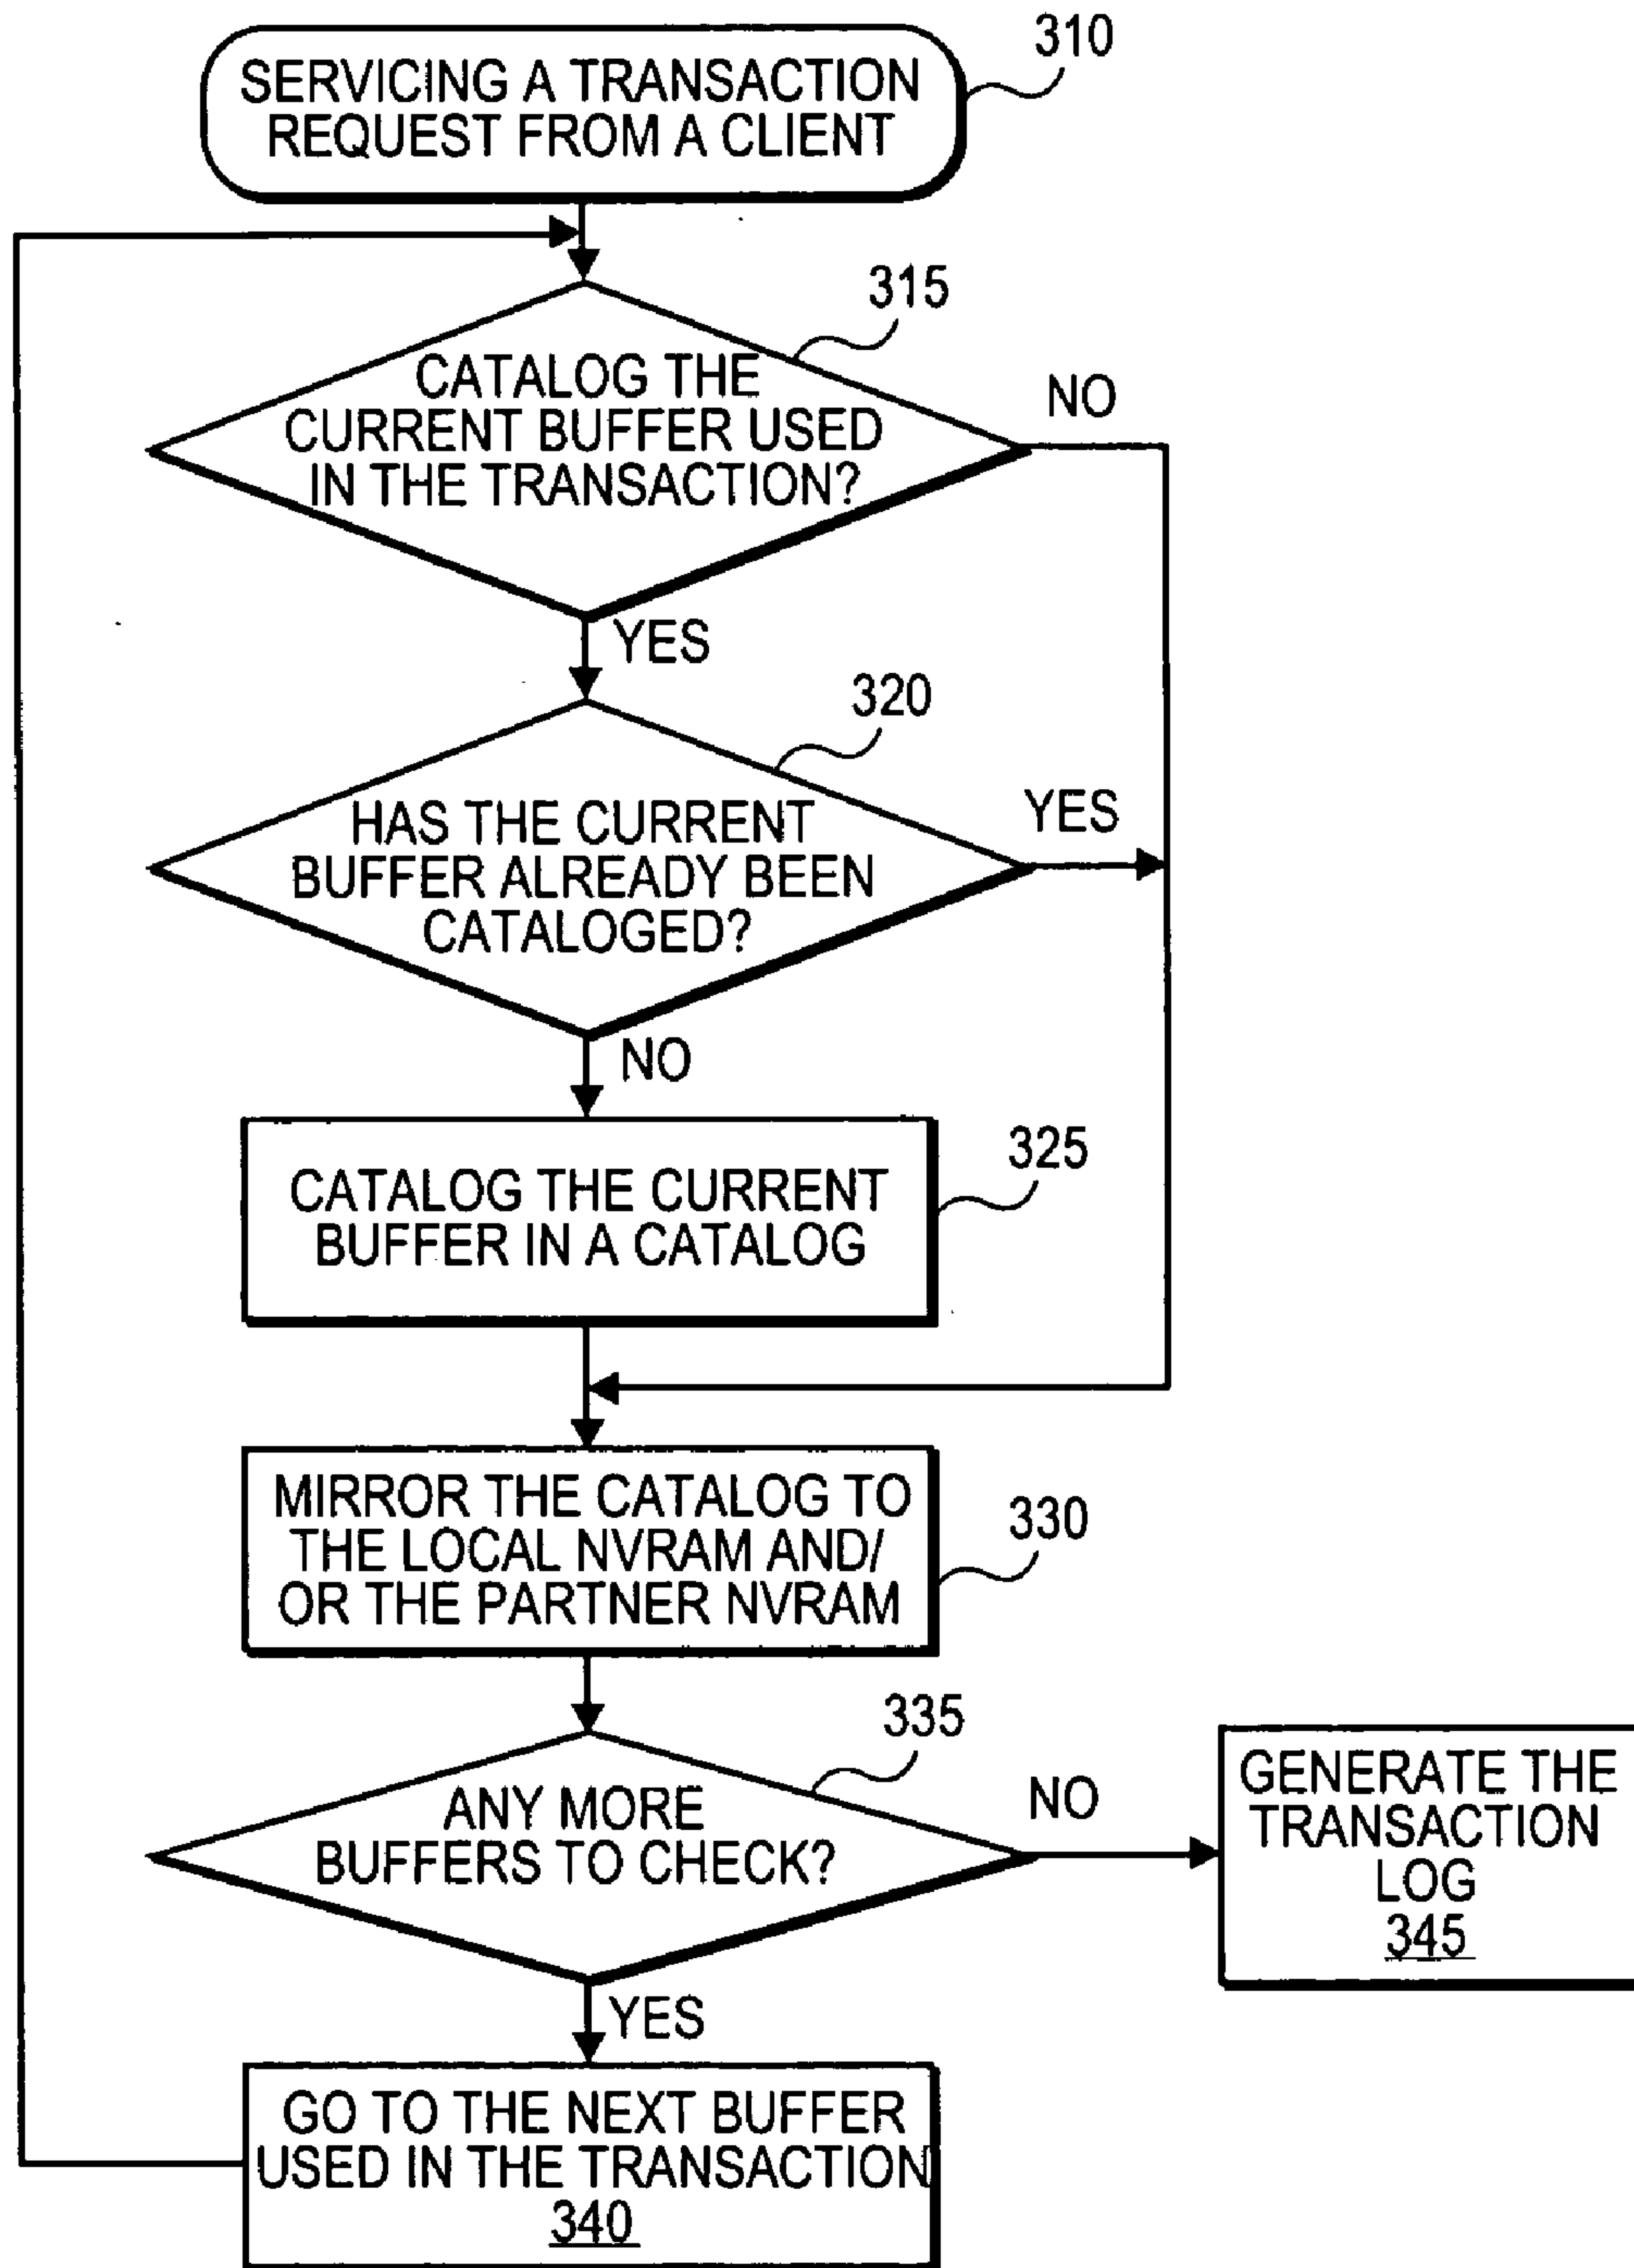 310
SERVICING A TRANSACTION
REQUEST FROM A CLIENT
315
CATALOG THE
CURRENT BUFFER USED
IN THE TRANSACTION?
NO
YES
320
HAS THE CURRENT
BUFFER ALREADY BEEN
CATALOGED?
YES
NO
325
CATALOG THE CURRENT
BUFFER IN A CATALOG
MIRROR THE CATALOG TO
THE LOCAL NVRAM AND/
OR THE PARTNER NVRAM
330
335
ANY MORE
BUFFERS TO CHECK?
NO
GENERATE THE
TRANSACTION
LOG
345
YES
GO TO THE NEXT BUFFER
USED IN THE TRANSACTION
340